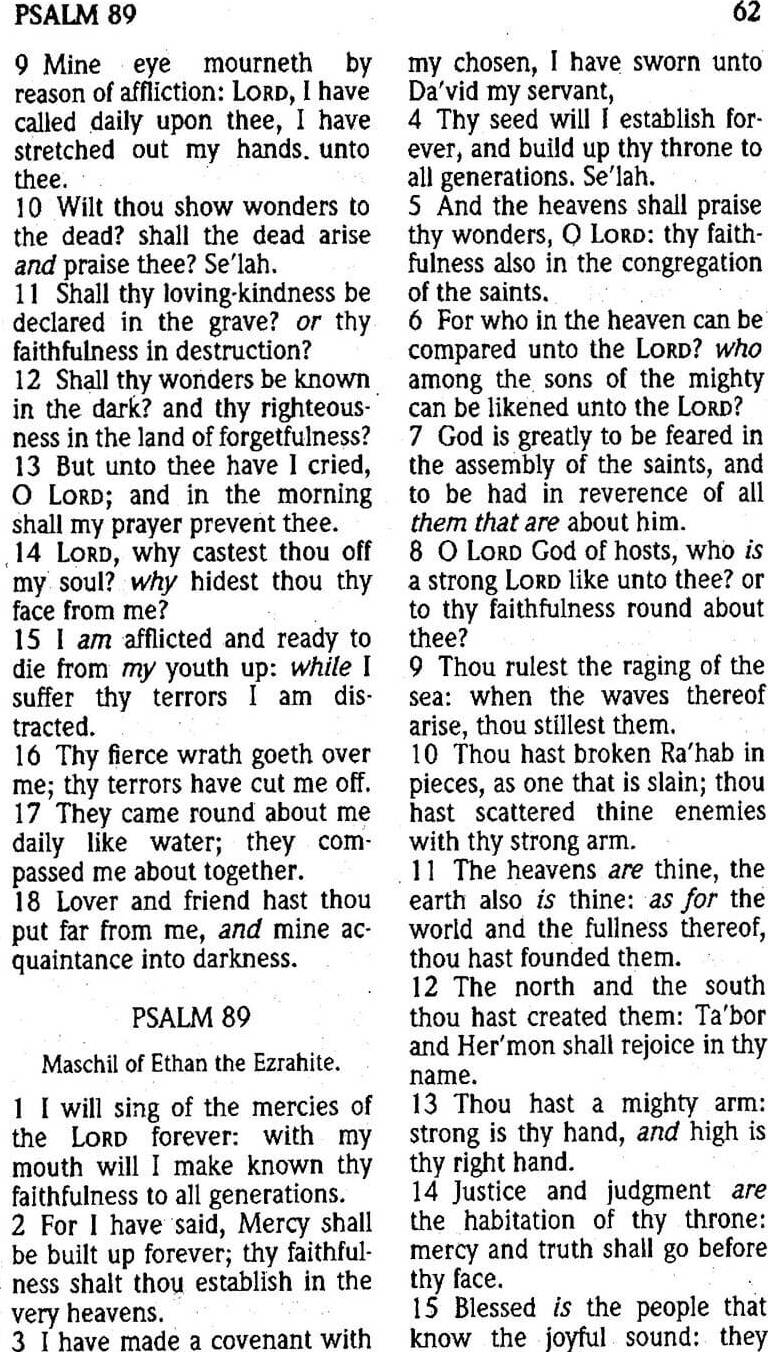 PSALM 89
62
9 Mine eye mourneth by
reason of affliction: LORD, I have
called daily upon thee, I have
stretched out my hands unto
thee.
10 Wilt thou show wonders to
the dead? shall the dead arise
and praise thee? Se'lah.
11 Shall thy loving-kindness be
declared in the grave? or thy
faithfulness in destruction?
12 Shall thy wonders be known
in the dark? and thy righteous-
ness in the land of forgetfulness?
13 But unto thee have I cried,
O LORD; and in the morning
shall my prayer prevent thee.
14 LORD, why castest thou off
my soul? why hidest thou thy
face from me?
15 I am afflicted and ready to
die from my youth up: while I
suffer thy terrors I am dis-
tracted.
16 Thy fierce wrath goeth over
me; thy terrors have cut me off.
17 They came round about me
daily like water; they com-
passed me about together.
18 Lover and friend hast thou
put far from me, and mine ac-
quaintance into darkness.
PSALM 89
Maschil of Ethan the Ezrahite.
1 I will sing of the mercies of
the LORD forever: with my
mouth will I make known thy
faithfulness to all generations.
2 For I have said, Mercy shall
be built up forever; thy faithful-
ness shalt thou establish in the
very heavens.
3 I have made a covenant with
my chosen, I have sworn unto
Da'vid my servant,
4 Thy seed will I establish for-
ever, and build up thy throne to
all generations. Se'lah.
5 And the heavens shall praise
thy wonders, O LORD: thy faith-
fulness also in the congregation
of the saints.
6 For who in the heaven can be
compared unto the LORD? who
among the sons of the mighty
can be likened unto the LORD?
7 God is greatly to be feared in
the assembly of the saints, and
to be had in reverence of all
them that are about him.
8 O LORD God of hosts, who is
a strong LORD like unto thee? or
to thy faithfulness round about
thee?
9 Thou rulest the raging of the
sea: when the waves thereof
arise, thou stillest them.
10 Thou hast broken Ra'hab in
pieces, as one that is slain; thou
hast scattered thine enemies
with thy strong arm.
11 The heavens are thine, the
earth also is thine: as for the
world and the fullness thereof,
thou hast founded them.
12 The north and the south
thou hast created them: Ta'bor
and Her'mon shall rejoice in thy
name.
13 Thou hast a mighty arm:
strong is thy hand, and high is
thy right hand.
14 Justice and judgment are
the habitation of thy throne:
mercy and truth shall go before
thy face.
15 Blessed is the people that
know the joyful sound: they